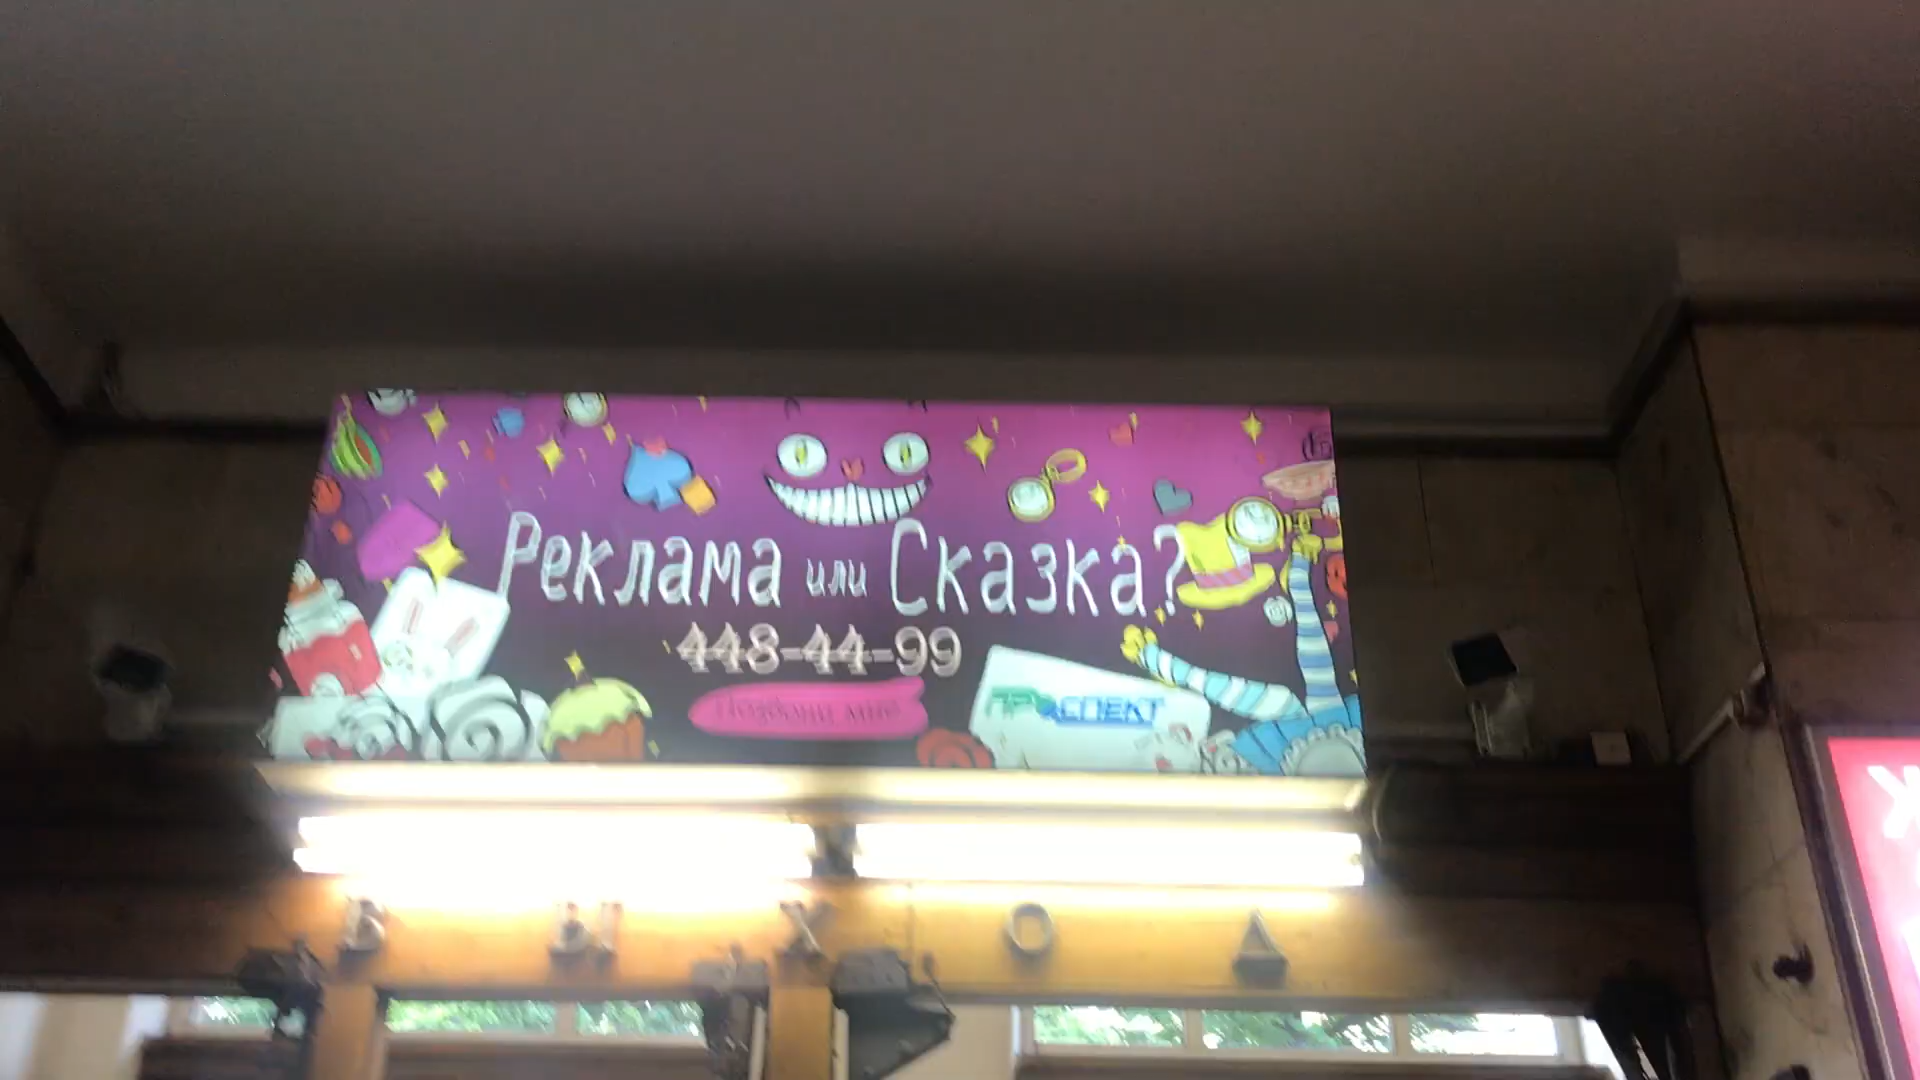 Реклама или Сказка?
448-44-99
Позвони мне
ПРОСПЕКТ
ВЫХОД